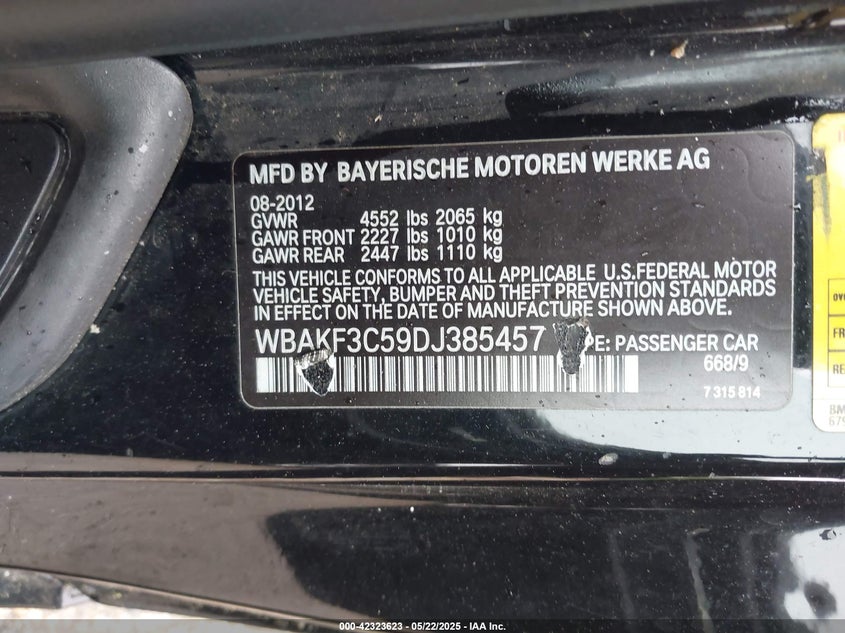 MFD BY BAYERISCHE MOTOREN WERKE AG
08-2012
GVWR 4552 lbs 2065 kg
GAWR FRONT 2227 lbs 1010 kg
GAWR REAR 2447 lbs 1110 kg
THIS VEHICLE CONFORMS TO ALL APPLICABLE U.S.FEDERAL MOTOR
VEHICLE SAFETY, BUMPER AND THEFT PREVENTION STANDARDS
IN EFFECT ON THE DATE OF MANUFACTURE SHOWN ABOVE.
WBAKF3C59DJ385457 PE: PASSENGER CAR
668/9
7 315 814
FR
RE
BM
000-42323623 - 05/22/2025 - IAA Inc.